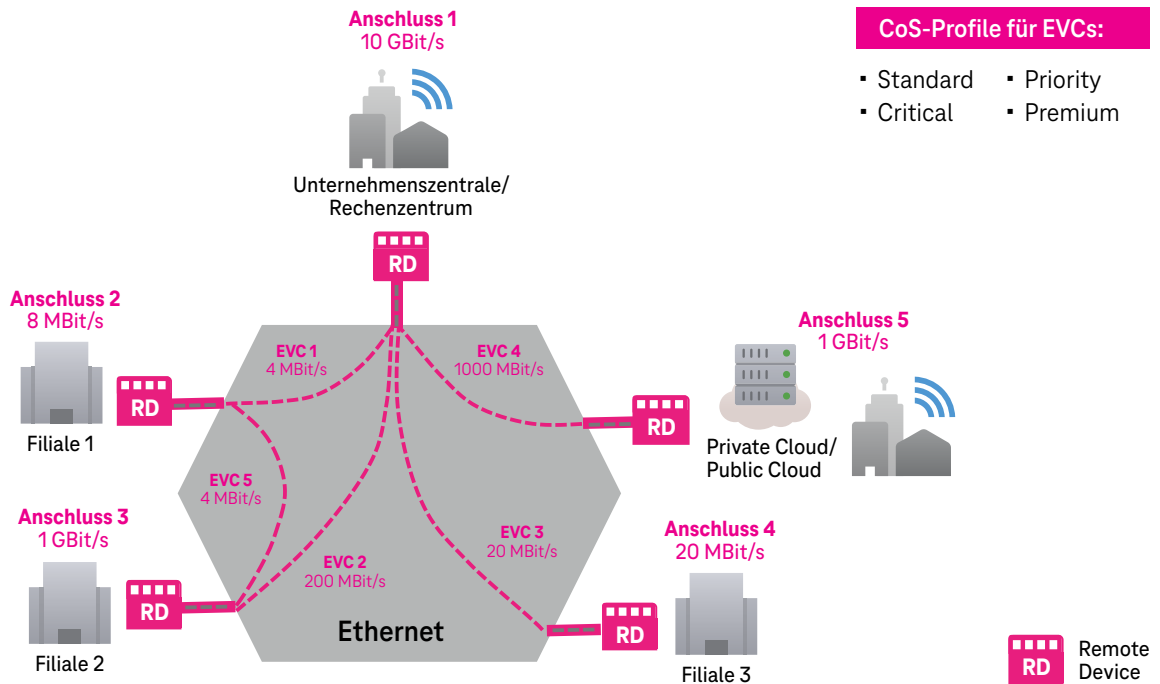 Anschluss 1
10 GBit/s
CoS-Profile für EVCs:
▪ Standard
▪ Priority
▪ Critical
▪ Premium
Unternehmenszentrale/
Rechenzentrum
RD
Anschluss 2
8 MBit/s
RD
Filiale 1
EVC 1
4 MBit/s
EVC 4
1000 MBit/s
Anschluss 5
1 GBit/s
RD
Private Cloud/
Public Cloud
EVC 5
4 MBit/s
Anschluss 3
1 GBit/s
RD
Filiale 2
EVC 2
200 MBit/s
EVC 3
20 MBit/s
Anschluss 4
20 MBit/s
RD
Filiale 3
Ethernet
RD
Remote
Device